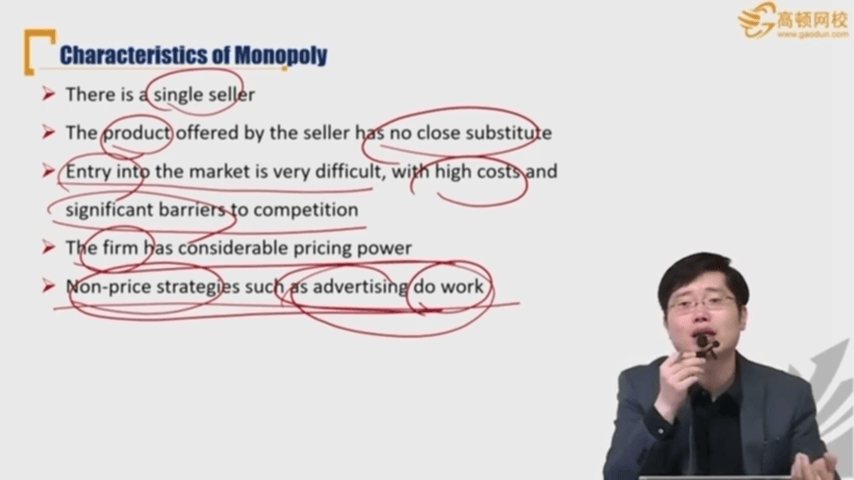 高顿网校
www.gaodun.com
Characteristics of Monopoly
There is a single seller
The product offered by the seller has no close substitute
Entry into the market is very difficult, with high costs and
significant barriers to competition
The firm has considerable pricing power
Non-price strategies such as advertising do work